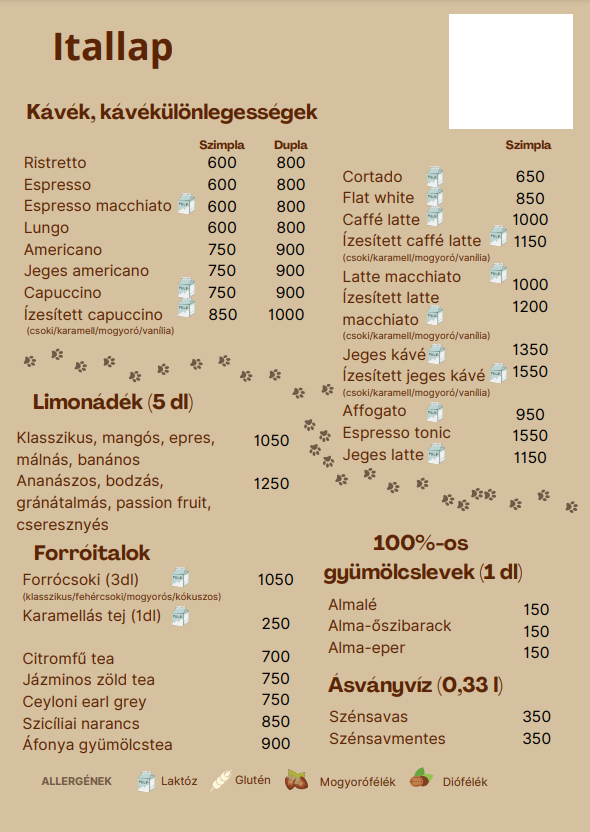 Itallap
Kávék, kávékülönlegességek
Szimpla Dupla
Ristretto 600 800
Espresso 600 800
Espresso macchiato 600 800
Lungo 600 800
Americano 750 900
Jeges americano 750 900
Capuccino 750 900
Ízesített capuccino 850 1000
(csoki/karamell/mogyoró/vanília)
Szimpla
Cortado 650
Flat white 850
Caffé latte 1000
Ízesített caffé latte 1150
(csoki/karamell/mogyoró/vanília)
Latte macchiato 1000
Ízesített latte 1200
macchiato
(csoki/karamell/mogyoró/vanília)
Jeges kávé 1350
Ízesített jeges kávé 1550
(csoki/karamell/mogyoró/vanília)
Affogato 950
Espresso tonic 1550
Jeges latte 1150
Limonádék (5 dl)
Klasszikus, mangós, epres, 1050
málnás, banános
Ananászos, bodzás, 1250
gránátalmás, passion fruit,
cseresznyés
Forróitalok
Forrócsoki (3dl) 1050
(klasszikus/fehércsoki/mogyorós/kókuszos)
Karamellás tej (1dl) 250
Citromfű tea 700
Jázminos zöld tea 750
Ceyloni earl grey 750
Szicíliai narancs 850
Áfonya gyümölcstea 900
100%-os
gyümölcslevek (1 dl)
Almalé 150
Alma-őszibarack 150
Alma-eper 150
Ásványvíz (0,33 l)
Szénsavas 350
Szénsavmentes 350
ALLERGÉNEK Laktóz Glutén Mogyorófélék Diófélék